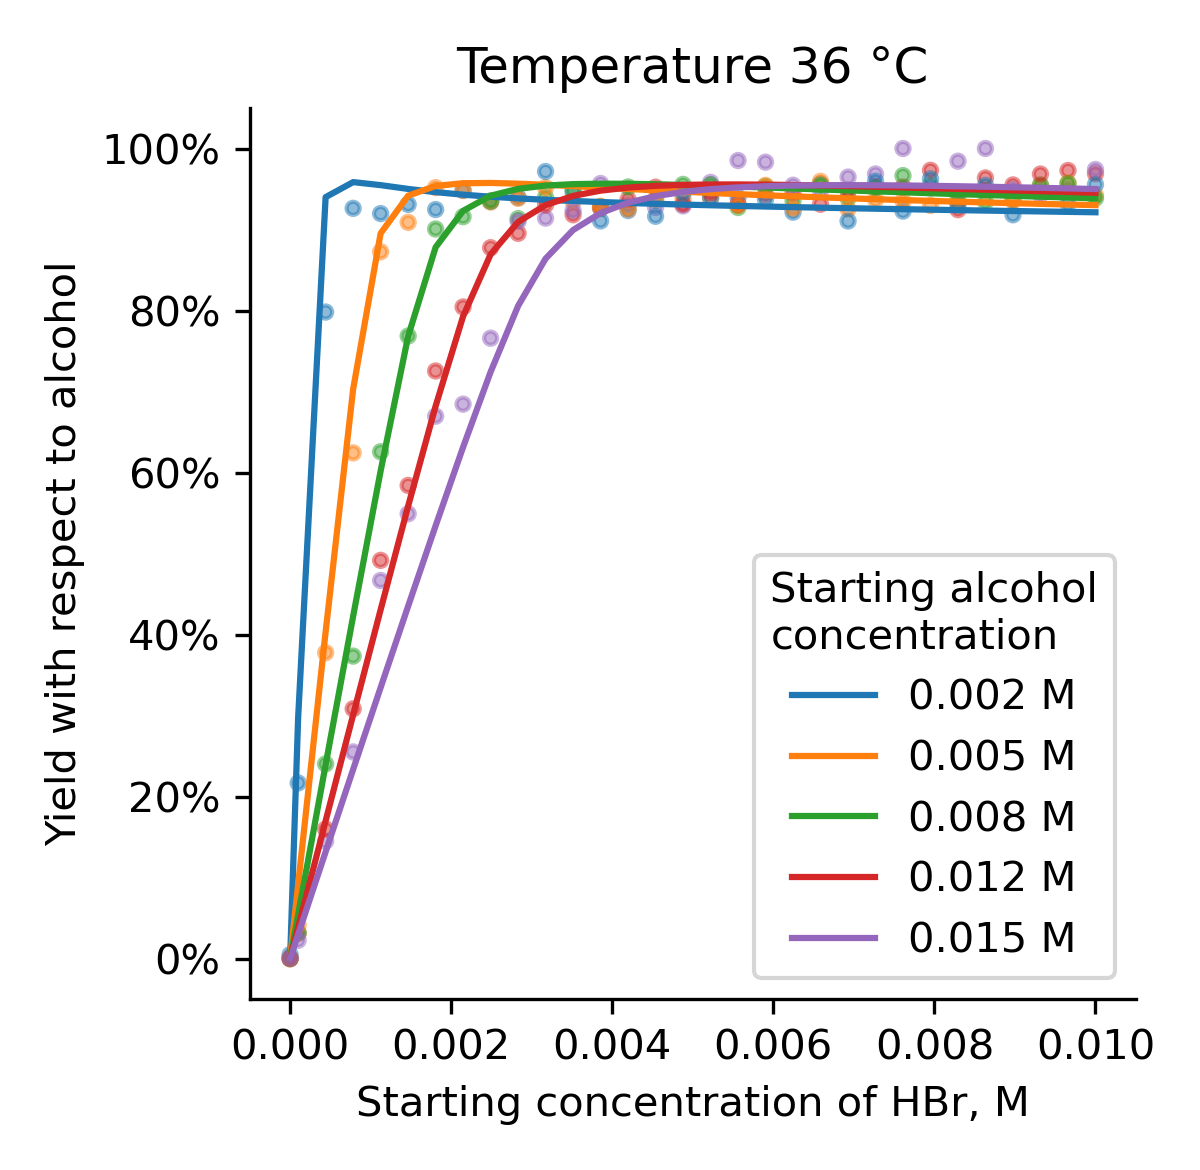 Temperature 36 °C
100%
80%
60%
40%
20%
0%
Yield with respect to alcohol
Starting alcohol
concentration
0.002 M
0.005 M
0.008 M
0.012 M
0.015 M
0.000 0.002 0.004 0.006 0.008 0.010
Starting concentration of HBr, M